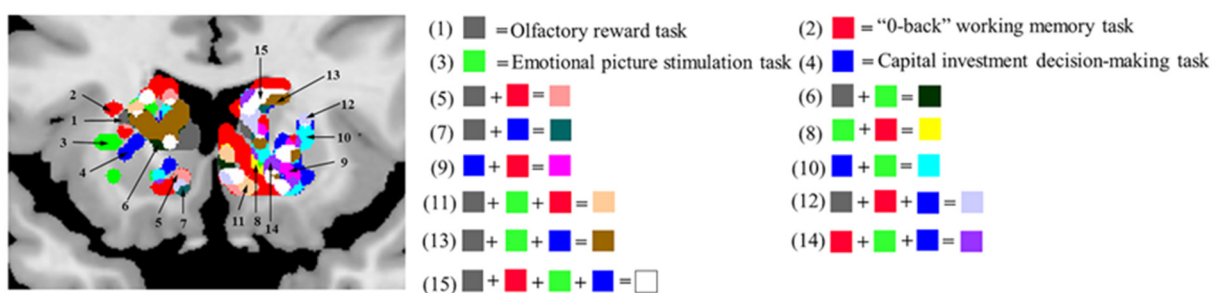 (1) =Olfactory reward task
(2) =“0-back” working memory task
(3) =Emotional picture stimulation task
(4) =Capital investment decision-making task
(5) + =
(6) + =
(7) + =
(8) + =
(9) + =
(10) + =
(11) + + =
(12) + + =
(13) + + =
(14) + + =
(15) + + + =
15
13
2
12
1
10
3
4
9
6
5
7
11
8
14